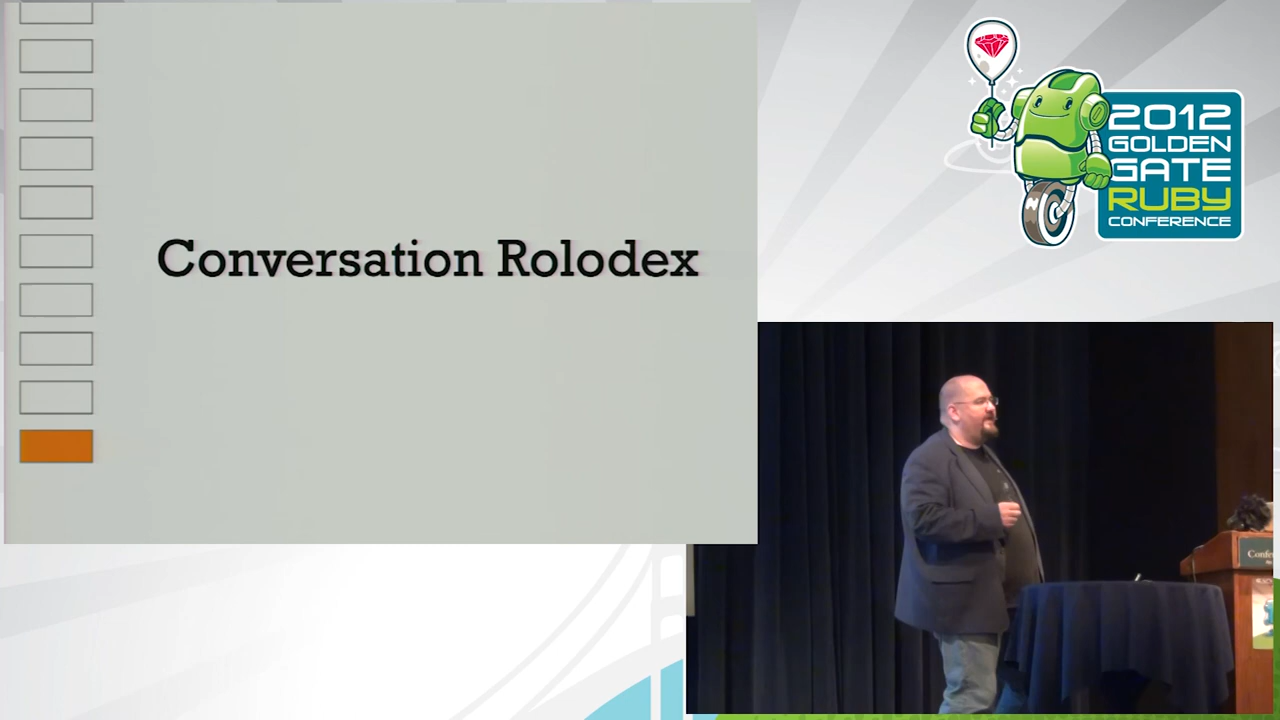 Conversation Rolodex
2012
GOLDEN
GATE
RUBY
CONFERENCE